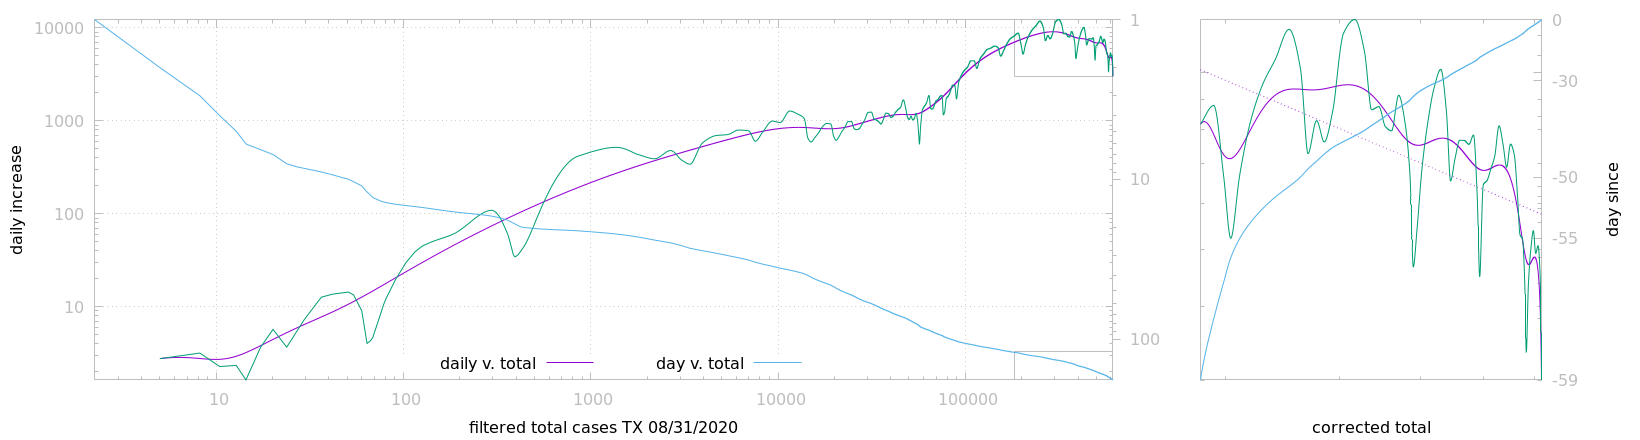 10000
1000
100
10
daily increase
10
100
1000
10000
100000
filtered total cases TX 08/31/2020
daily v. total
day v. total
1
10
100
0
-30
-50
-55
-59
day since
corrected total